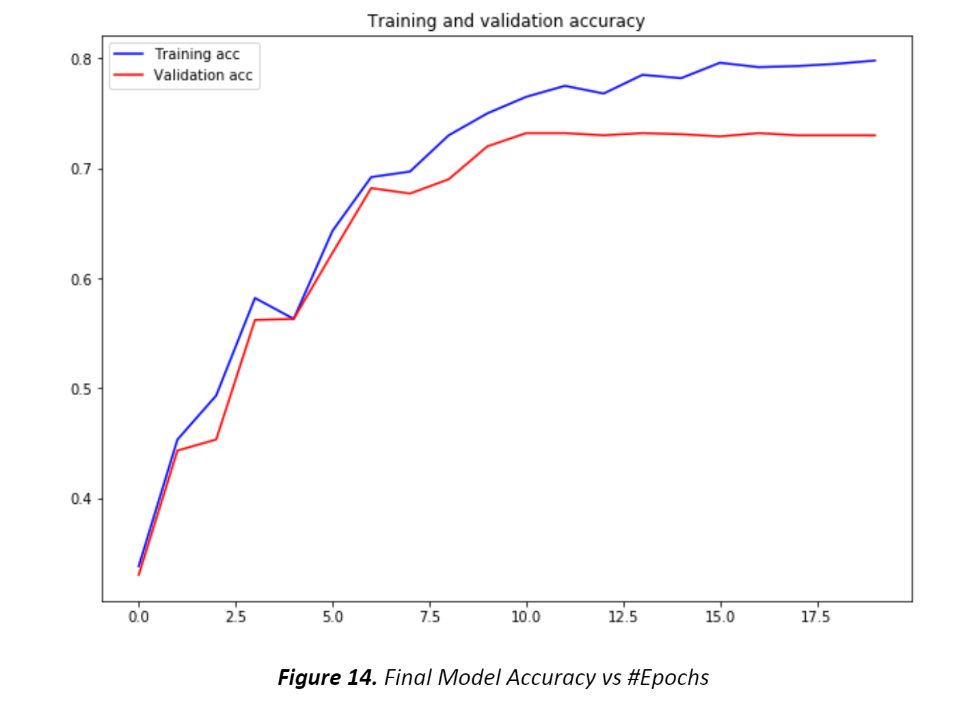 Training and validation accuracy
Training acc
Validation acc
0.8
0.7
0.6
0.5
0.4
0.0 2.5 5.0 7.5 10.0 12.5 15.0 17.5
Figure 14. Final Model Accuracy vs #Epochs